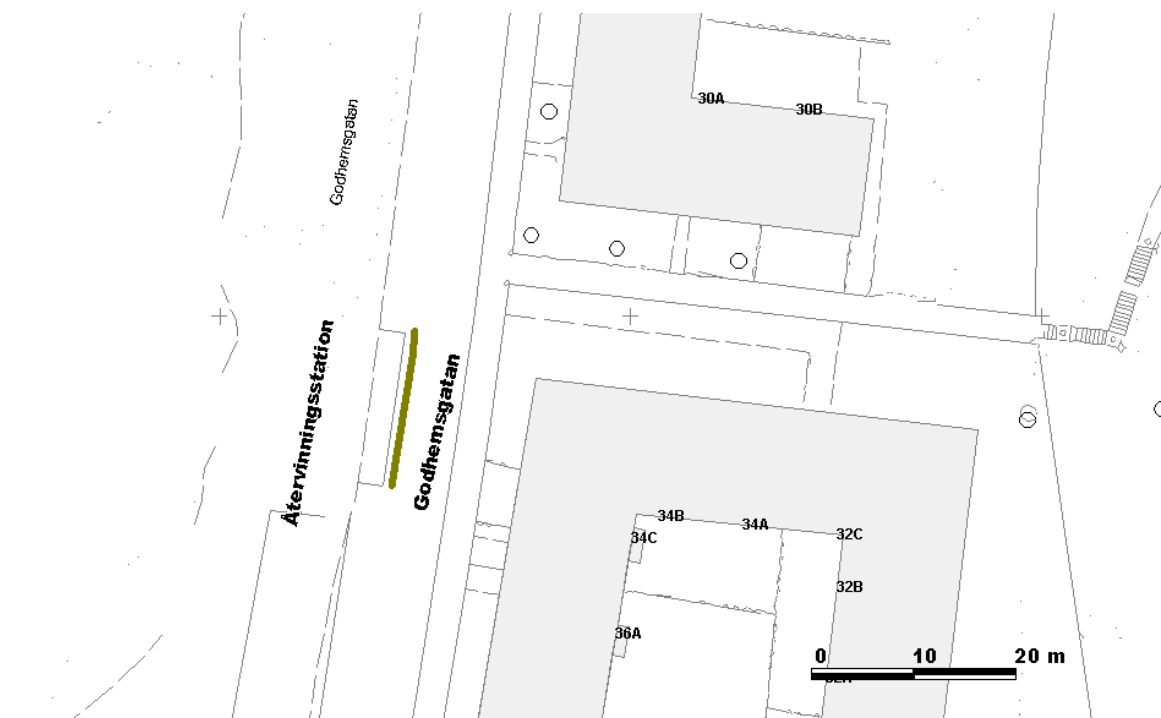 Godhemsgatan
30A
30B
Återvinningsstation
Godhemsgatan
34B
34A
34C
32C
32B
36A
0 10 20 m